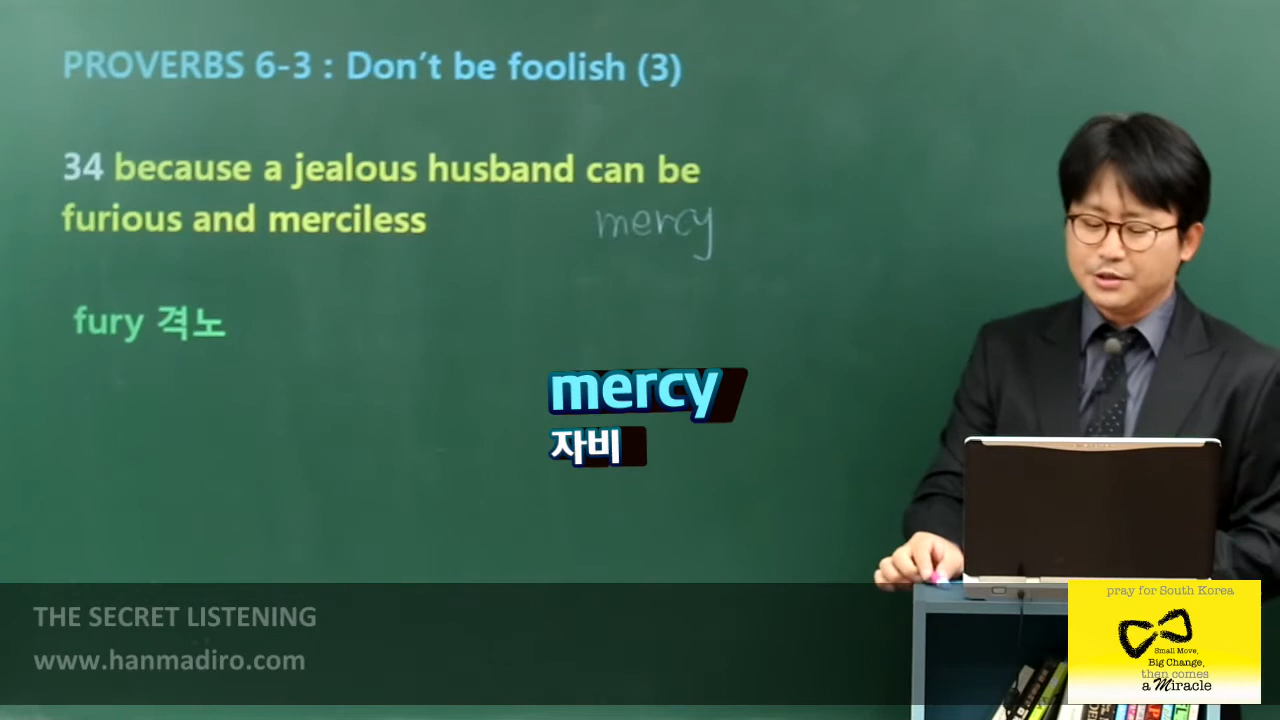 PROVERBS 6-3 : Don't be foolish (3)
34 because a jealous husband can be
furious and merciless
mercy
fury 격노
mercy
자비
THE SECRET LISTENING
www.hanmadiro.com
pray for South Korea
Small Move,
Big Change,
then comes
a Miracle